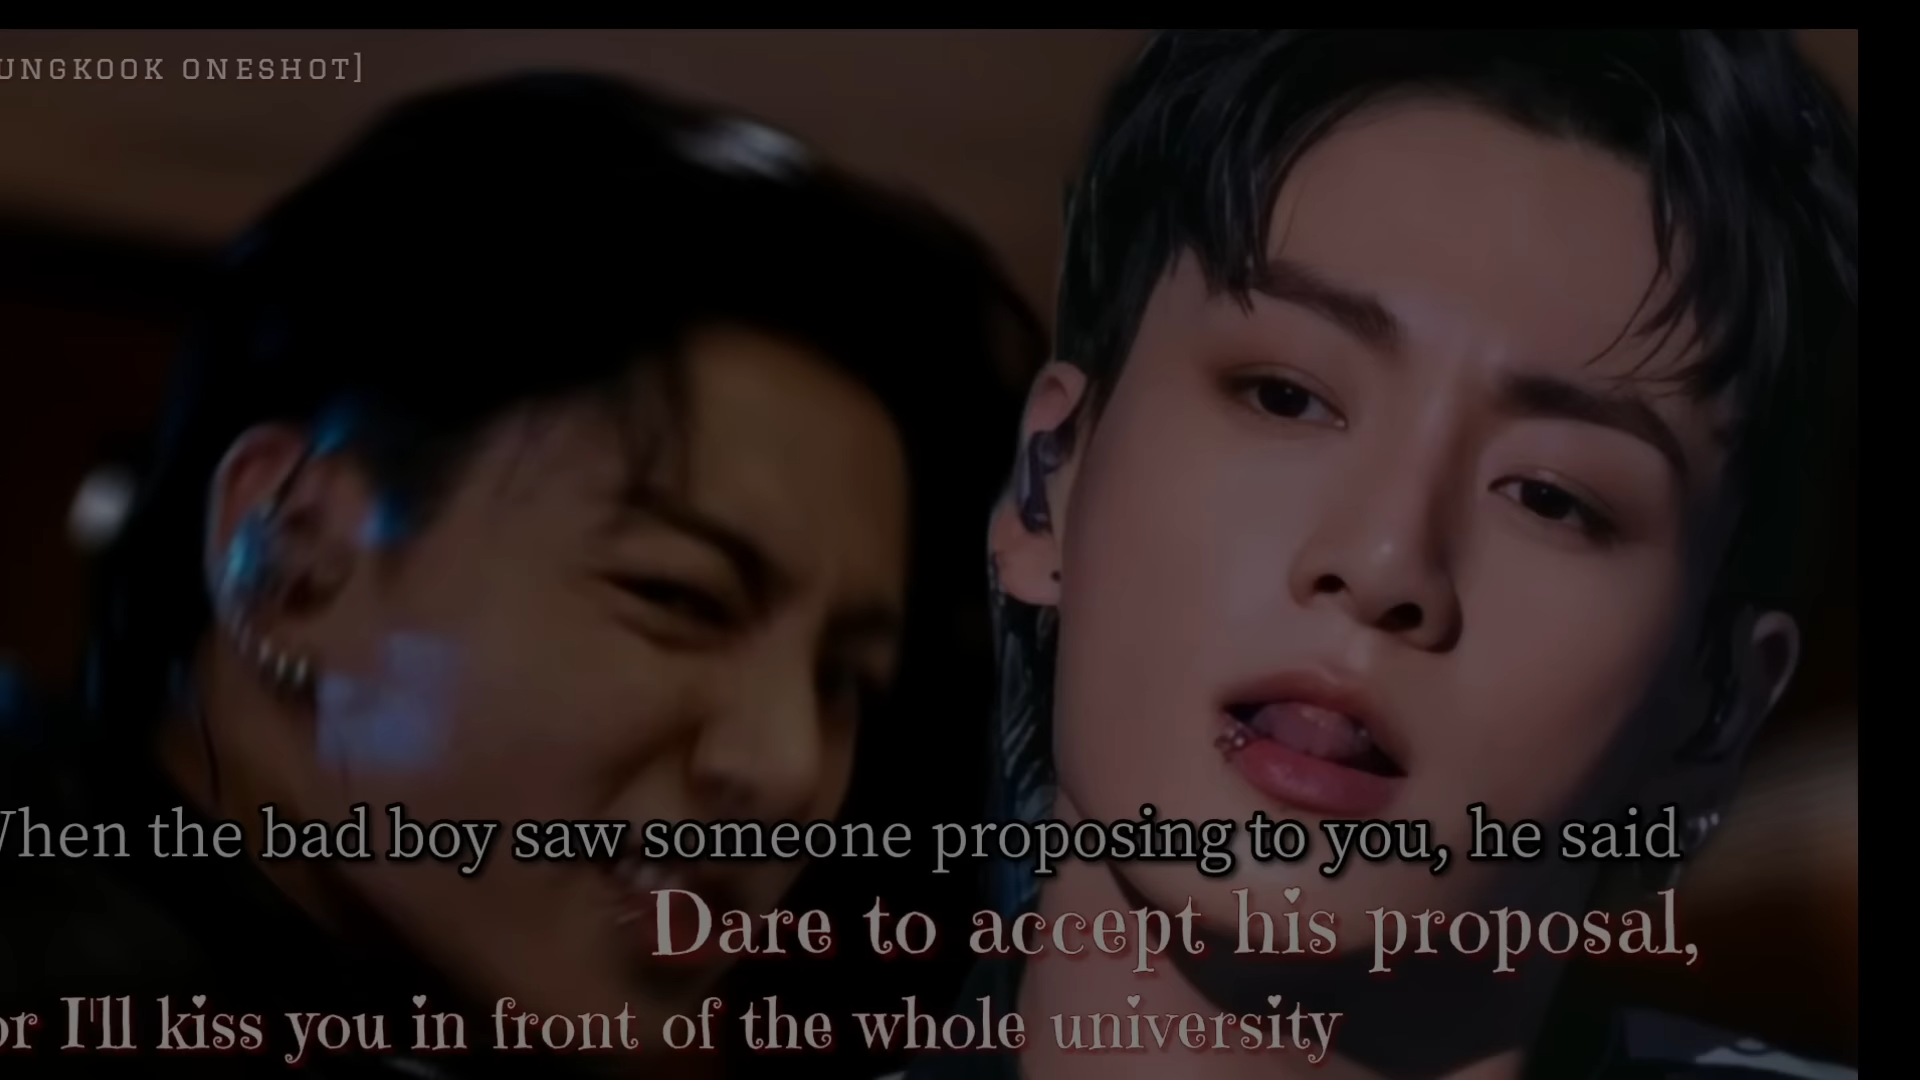 UNGKOOK ONESHOT]
When the bad boy saw someone proposing to you, he said
Dare to accept his proposal,
or I'll kiss you in front of the whole university